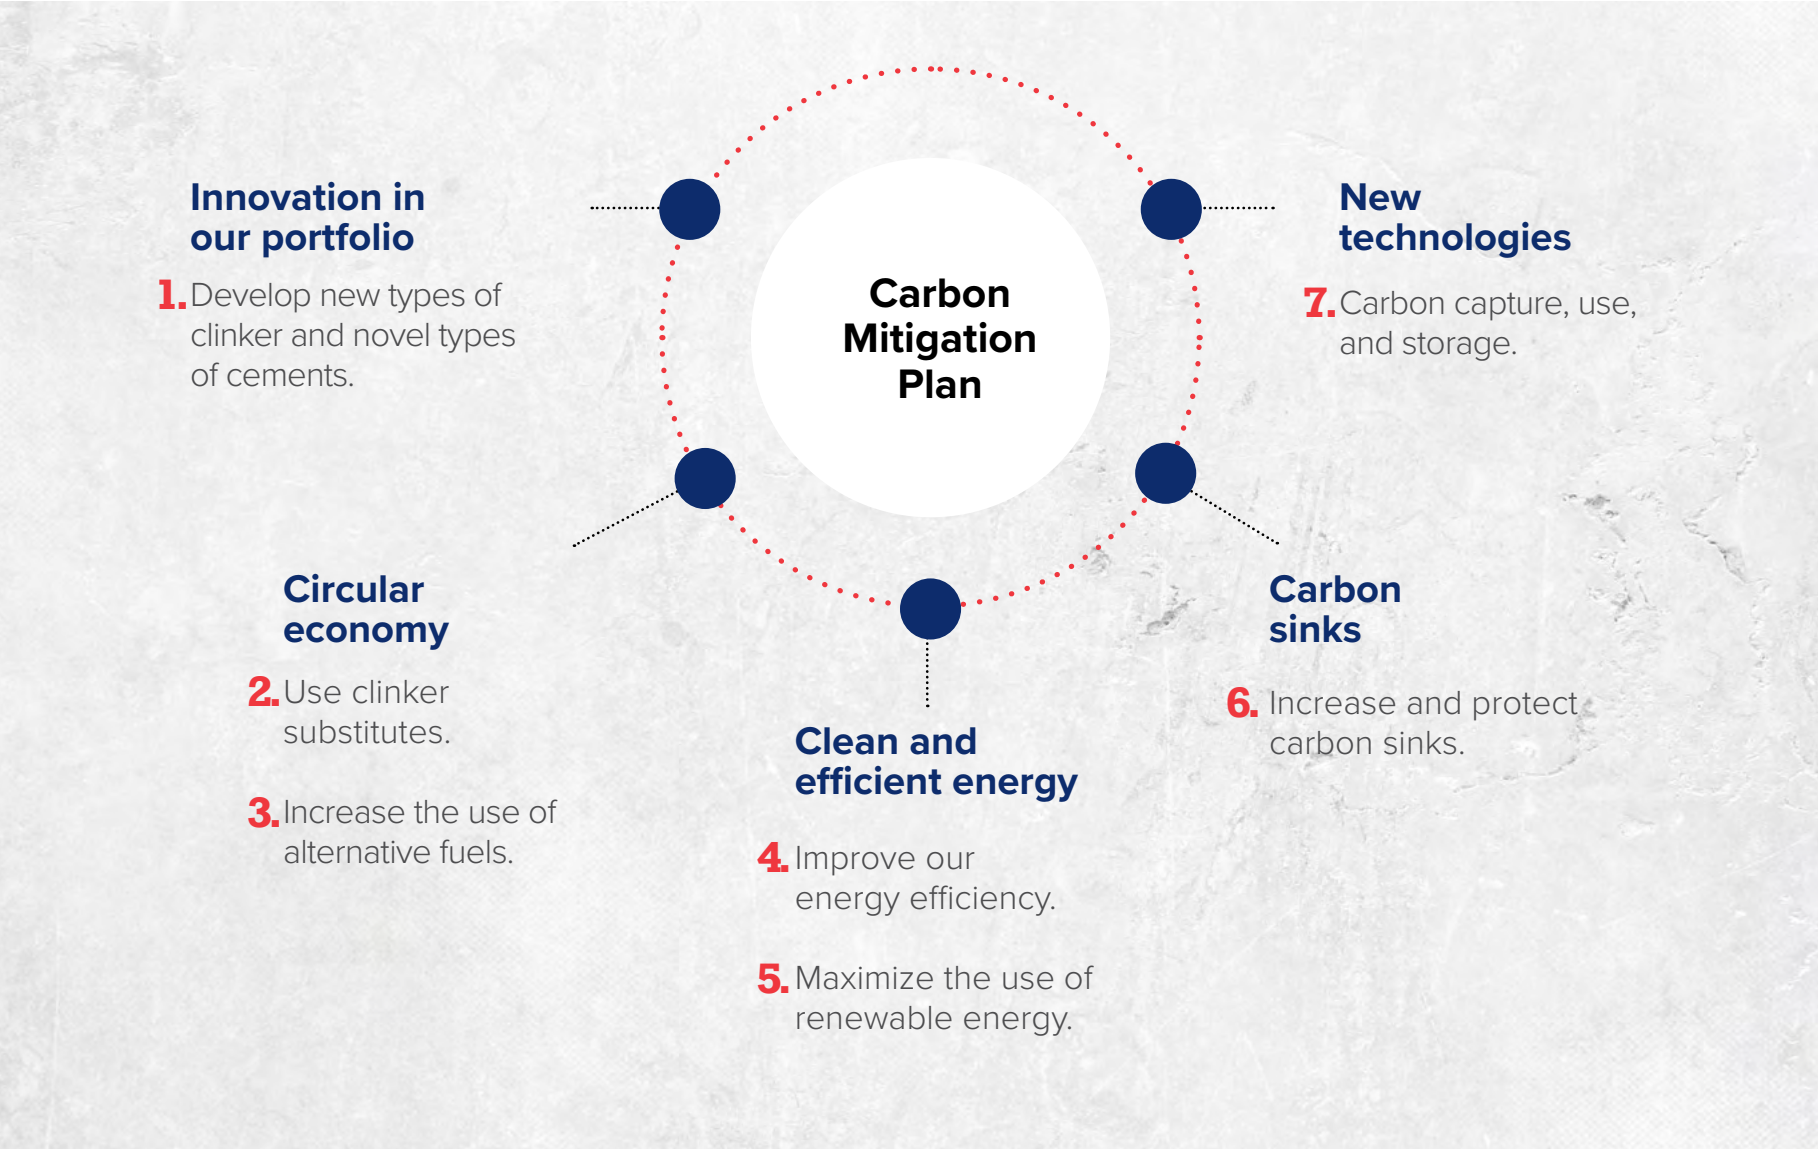 Carbon
Mitigation
Plan
Innovation in
our portfolio
1. Develop new types of
clinker and novel types
of cements.
Circular
economy
2. Use clinker
substitutes.
3. Increase the use of
alternative fuels.
Clean and
efficient energy
4. Improve our
energy efficiency.
5. Maximize the use of
renewable energy.
Carbon
sinks
6. Increase and protect
carbon sinks.
New
technologies
7. Carbon capture, use,
and storage.